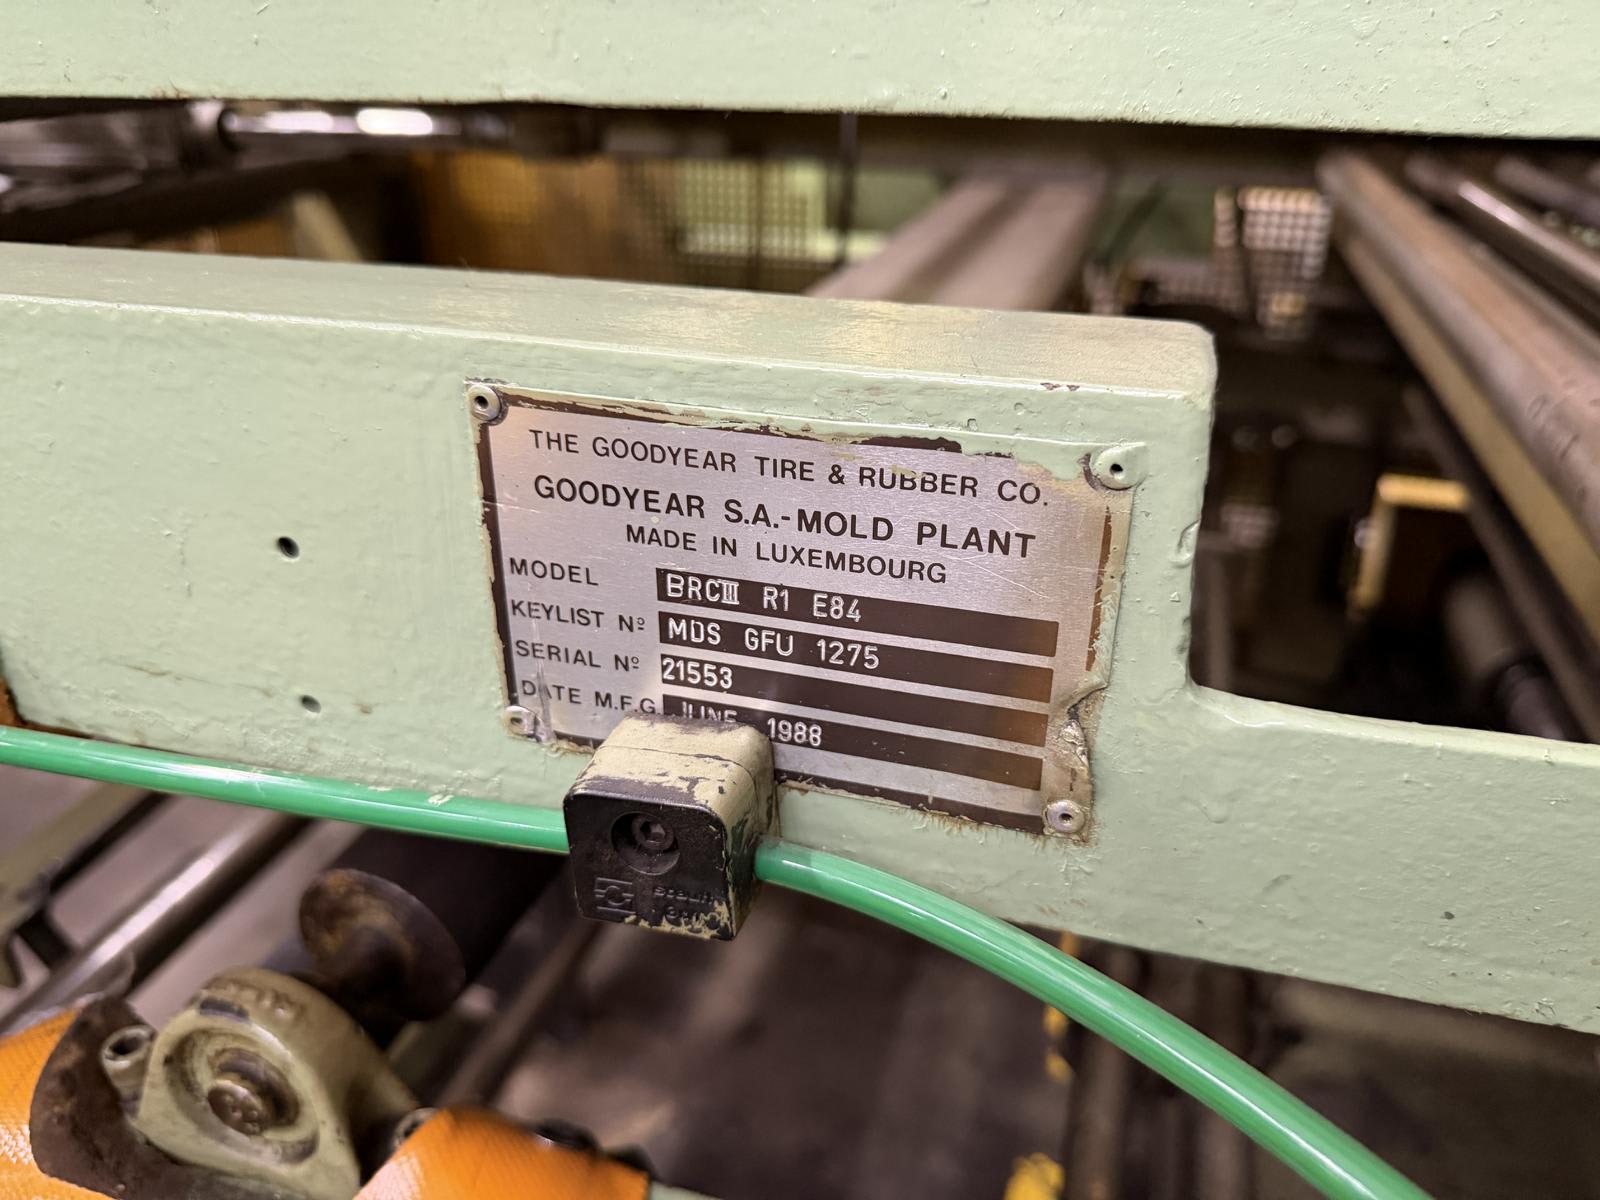 THE GOODYEAR TIRE & RUBBER CO.
GOODYEAR S.A.-MOLD PLANT
MADE IN LUXEMBOURG
MODEL BRCIII R1 E84
KEYLIST Nº MDS GFU 1275
SERIAL Nº 21553
DATE M.F.G. JUNE 1988